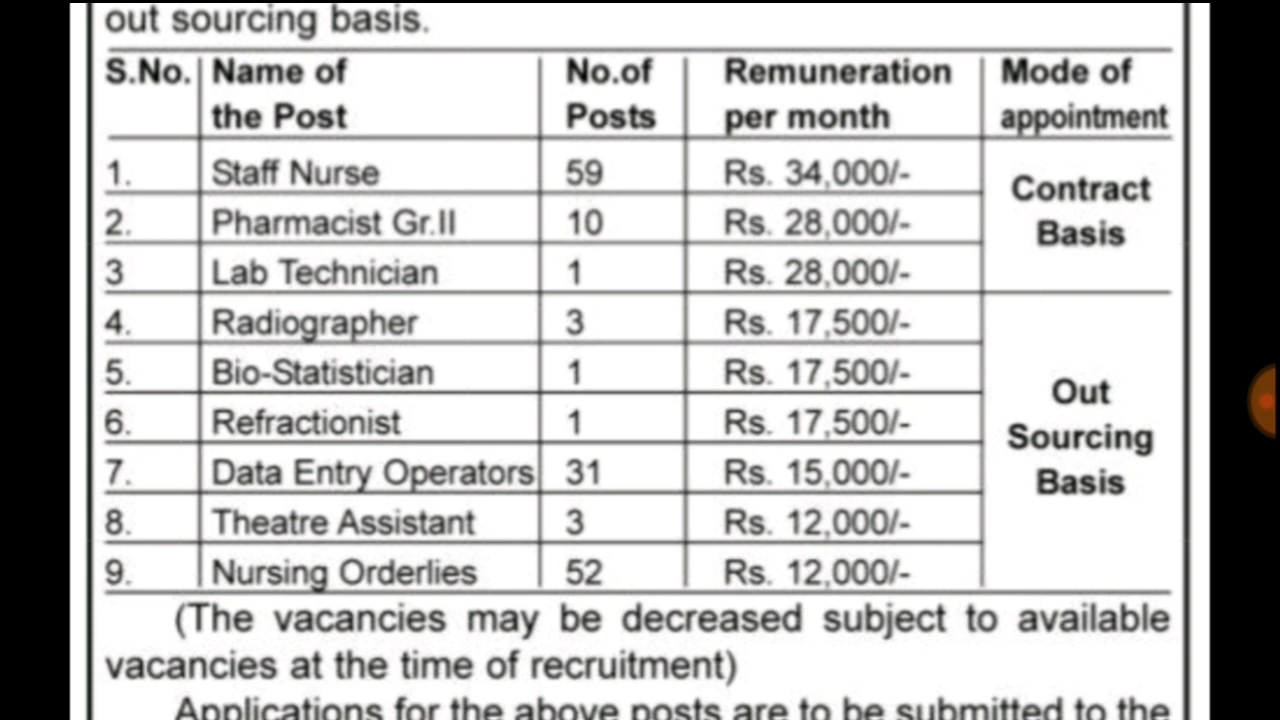 out sourcing basis.
S.No. Name of the Post No.of Posts Remuneration per month Mode of appointment
1. Staff Nurse 59 Rs. 34,000/- Contract Basis
2. Pharmacist Gr.II 10 Rs. 28,000/-
3 Lab Technician 1 Rs. 28,000/-
4. Radiographer 3 Rs. 17,500/- Out Sourcing Basis
5. Bio-Statistician 1 Rs. 17,500/-
6. Refractionist 1 Rs. 17,500/-
7. Data Entry Operators 31 Rs. 15,000/-
8. Theatre Assistant 3 Rs. 12,000/-
9. Nursing Orderlies 52 Rs. 12,000/-
(The vacancies may be decreased subject to available
vacancies at the time of recruitment)
Applications for the above posts are to be submitted to the